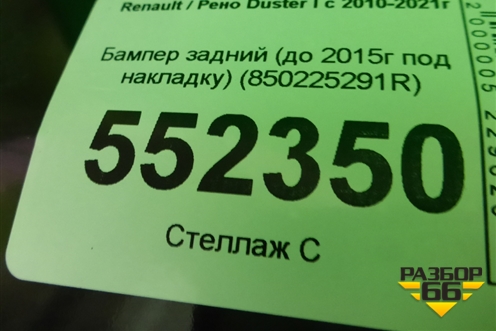 Renault / Рено Duster I с 2010-2021г
Бампер задний (до 2015г под
накладку) (850225291R)
552350
Стеллаж С
РАЗБОР
66